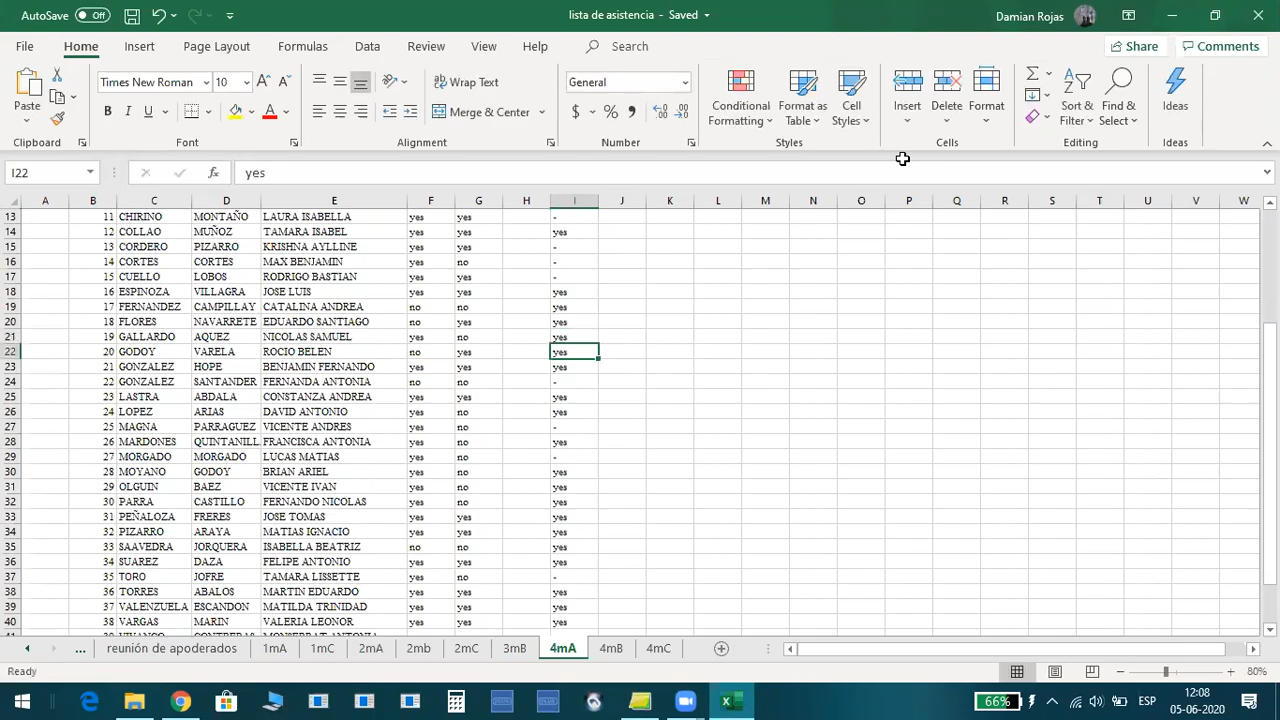 AutoSave Off lista de asistencia - Saved Damian Rojas
File Home Insert Page Layout Formulas Data Review View Help Search Share Comments
Times New Roman 10 Wrap Text General
Paste B I U A Merge & Center $ % Conditional Formatting Format as Table Cell Styles Insert Delete Format Sort & Filter Find & Select Ideas
Clipboard Font Alignment Number Styles Cells Editing Ideas
I22 fx yes
A B C D E F G H I J K L M N O P Q R S T U V W
13 11 CHIRINO MONTAÑO LAURA ISABELLA yes yes -
14 12 COLLAO MUÑOZ TAMARA ISABEL yes yes yes
15 13 CORDERO PIZARRO KRISHNA AYLLINE yes yes -
16 14 CORTES CORTES MAX BENJAMIN yes no -
17 15 CUELLO LOBOS RODRIGO BASTIAN yes yes -
18 16 ESPINOZA VILLAGRA JOSE LUIS yes yes yes
19 17 FERNANDEZ CAMPILLAY CATALINA ANDREA no no yes
20 18 FLORES NAVARRETE EDUARDO SANTIAGO no yes yes
21 19 GALLARDO AQUEZ NICOLAS SAMUEL yes no yes
22 20 GODOY VARELA ROCIO BELEN no yes yes
23 21 GONZALEZ HOPE BENJAMIN FERNANDO yes yes yes
24 22 GONZALEZ SANTANDER FERNANDA ANTONIA no no -
25 23 LASTRA ABDALA CONSTANZA ANDREA yes yes yes
26 24 LOPEZ ARIAS DAVID ANTONIO yes no yes
27 25 MAGNA PARRAGUEZ VICENTE ANDRES yes no -
28 26 MARDONES QUINTANILL FRANCISCA ANTONIA yes no yes
29 27 MORGADO MORGADO LUCAS MATIAS yes no -
30 28 MOYANO GODOY BRIAN ARIEL yes no yes
31 29 OLGUIN BAEZ VICENTE IVAN yes no yes
32 30 PARRA CASTILLO FERNANDO NICOLAS yes no yes
33 31 PEÑALOZA FRERES JOSE TOMAS yes yes yes
34 32 PIZARRO ARAYA MATIAS IGNACIO yes yes yes
35 33 SAAVEDRA JORQUERA ISABELLA BEATRIZ no no yes
36 34 SUAREZ DAZA FELIPE ANTONIO yes yes yes
37 35 TORO JOFRE TAMARA LISSETTE yes no -
38 36 TORRES ABALOS MARTIN EDUARDO yes yes yes
39 37 VALENZUELA ESCANDON MATILDA TRINIDAD yes yes yes
40 38 VARGAS MARIN VALERIA LEONOR yes yes yes
... reunión de apoderados 1mA 1mC 2mA 2mb 2mC 3mB 4mA 4mB 4mC
Ready 80%
66% ESP 12:08
05-06-2020